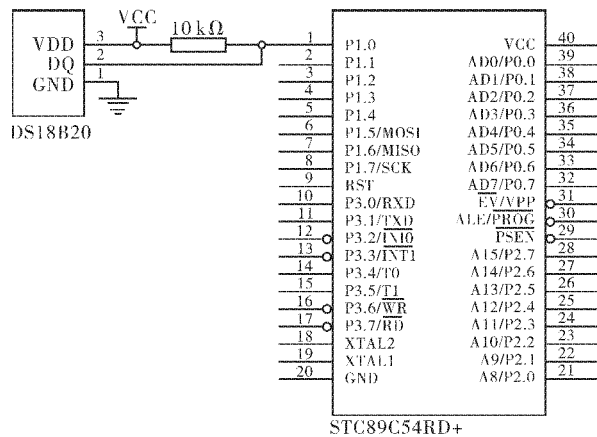 VCC
10 kΩ
VDD 3
DQ 2
GND 1
DS18B20
1 P1.0 VCC 40
2 P1.1 AD0/P0.0 39
3 P1.2 AD1/P0.1 38
4 P1.3 AD2/P0.2 37
5 P1.4 AD3/P0.3 36
6 P1.5/MOSI AD4/P0.4 35
7 P1.6/MISO AD5/P0.5 34
8 P1.7/SCK AD6/P0.6 33
9 RST AD7/P0.7 32
10 P3.0/RXD EV/VPP 31
11 P3.1/TXD ALE/PROG 30
12 P3.2/INI0 PSEN 29
13 P3.3/INT1 A15/P2.7 28
14 P3.4/T0 A14/P2.6 27
15 P3.5/T1 A13/P2.5 26
16 P3.6/WR A12/P2.4 25
17 P3.7/RD A11/P2.3 24
18 XTAL2 A10/P2.2 23
19 XTAL1 A9/P2.1 22
20 GND A8/P2.0 21
STC89C54RD+